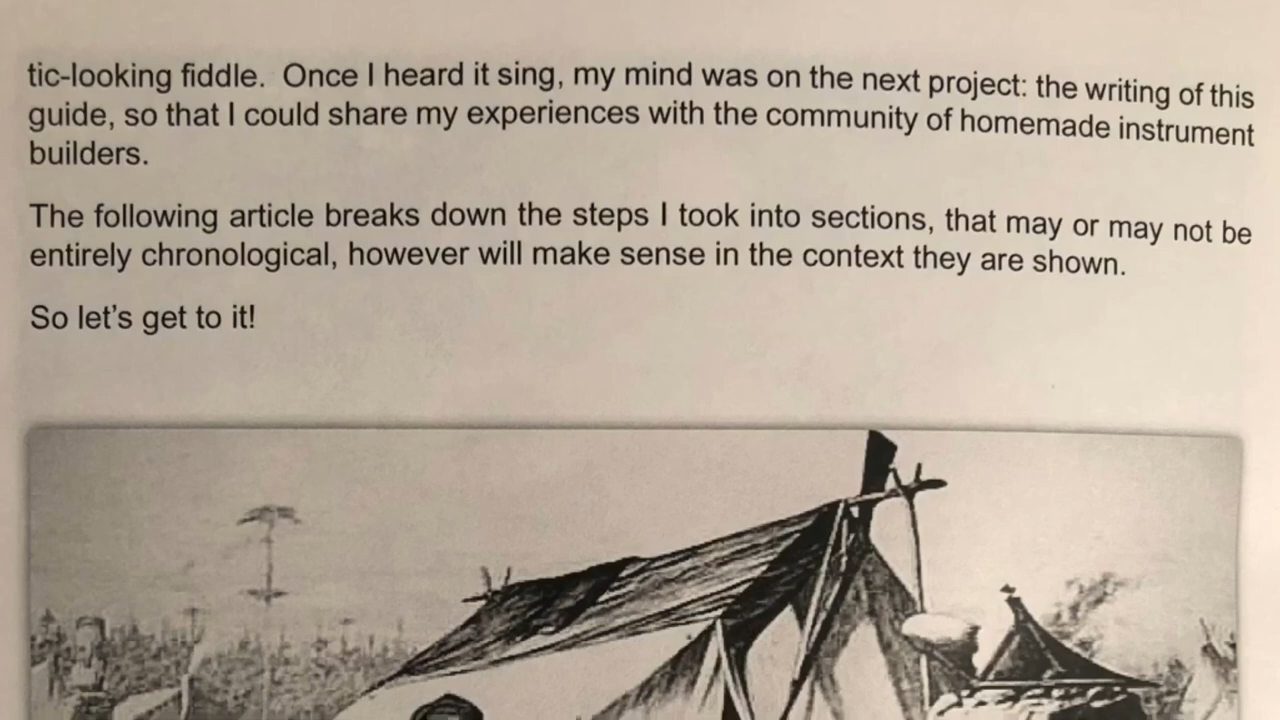 tic-looking fiddle.  Once I heard it sing, my mind was on the next project: the writing of this
guide, so that I could share my experiences with the community of homemade instrument
builders.
The following article breaks down the steps I took into sections, that may or may not be
entirely chronological, however will make sense in the context they are shown.
So let’s get to it!